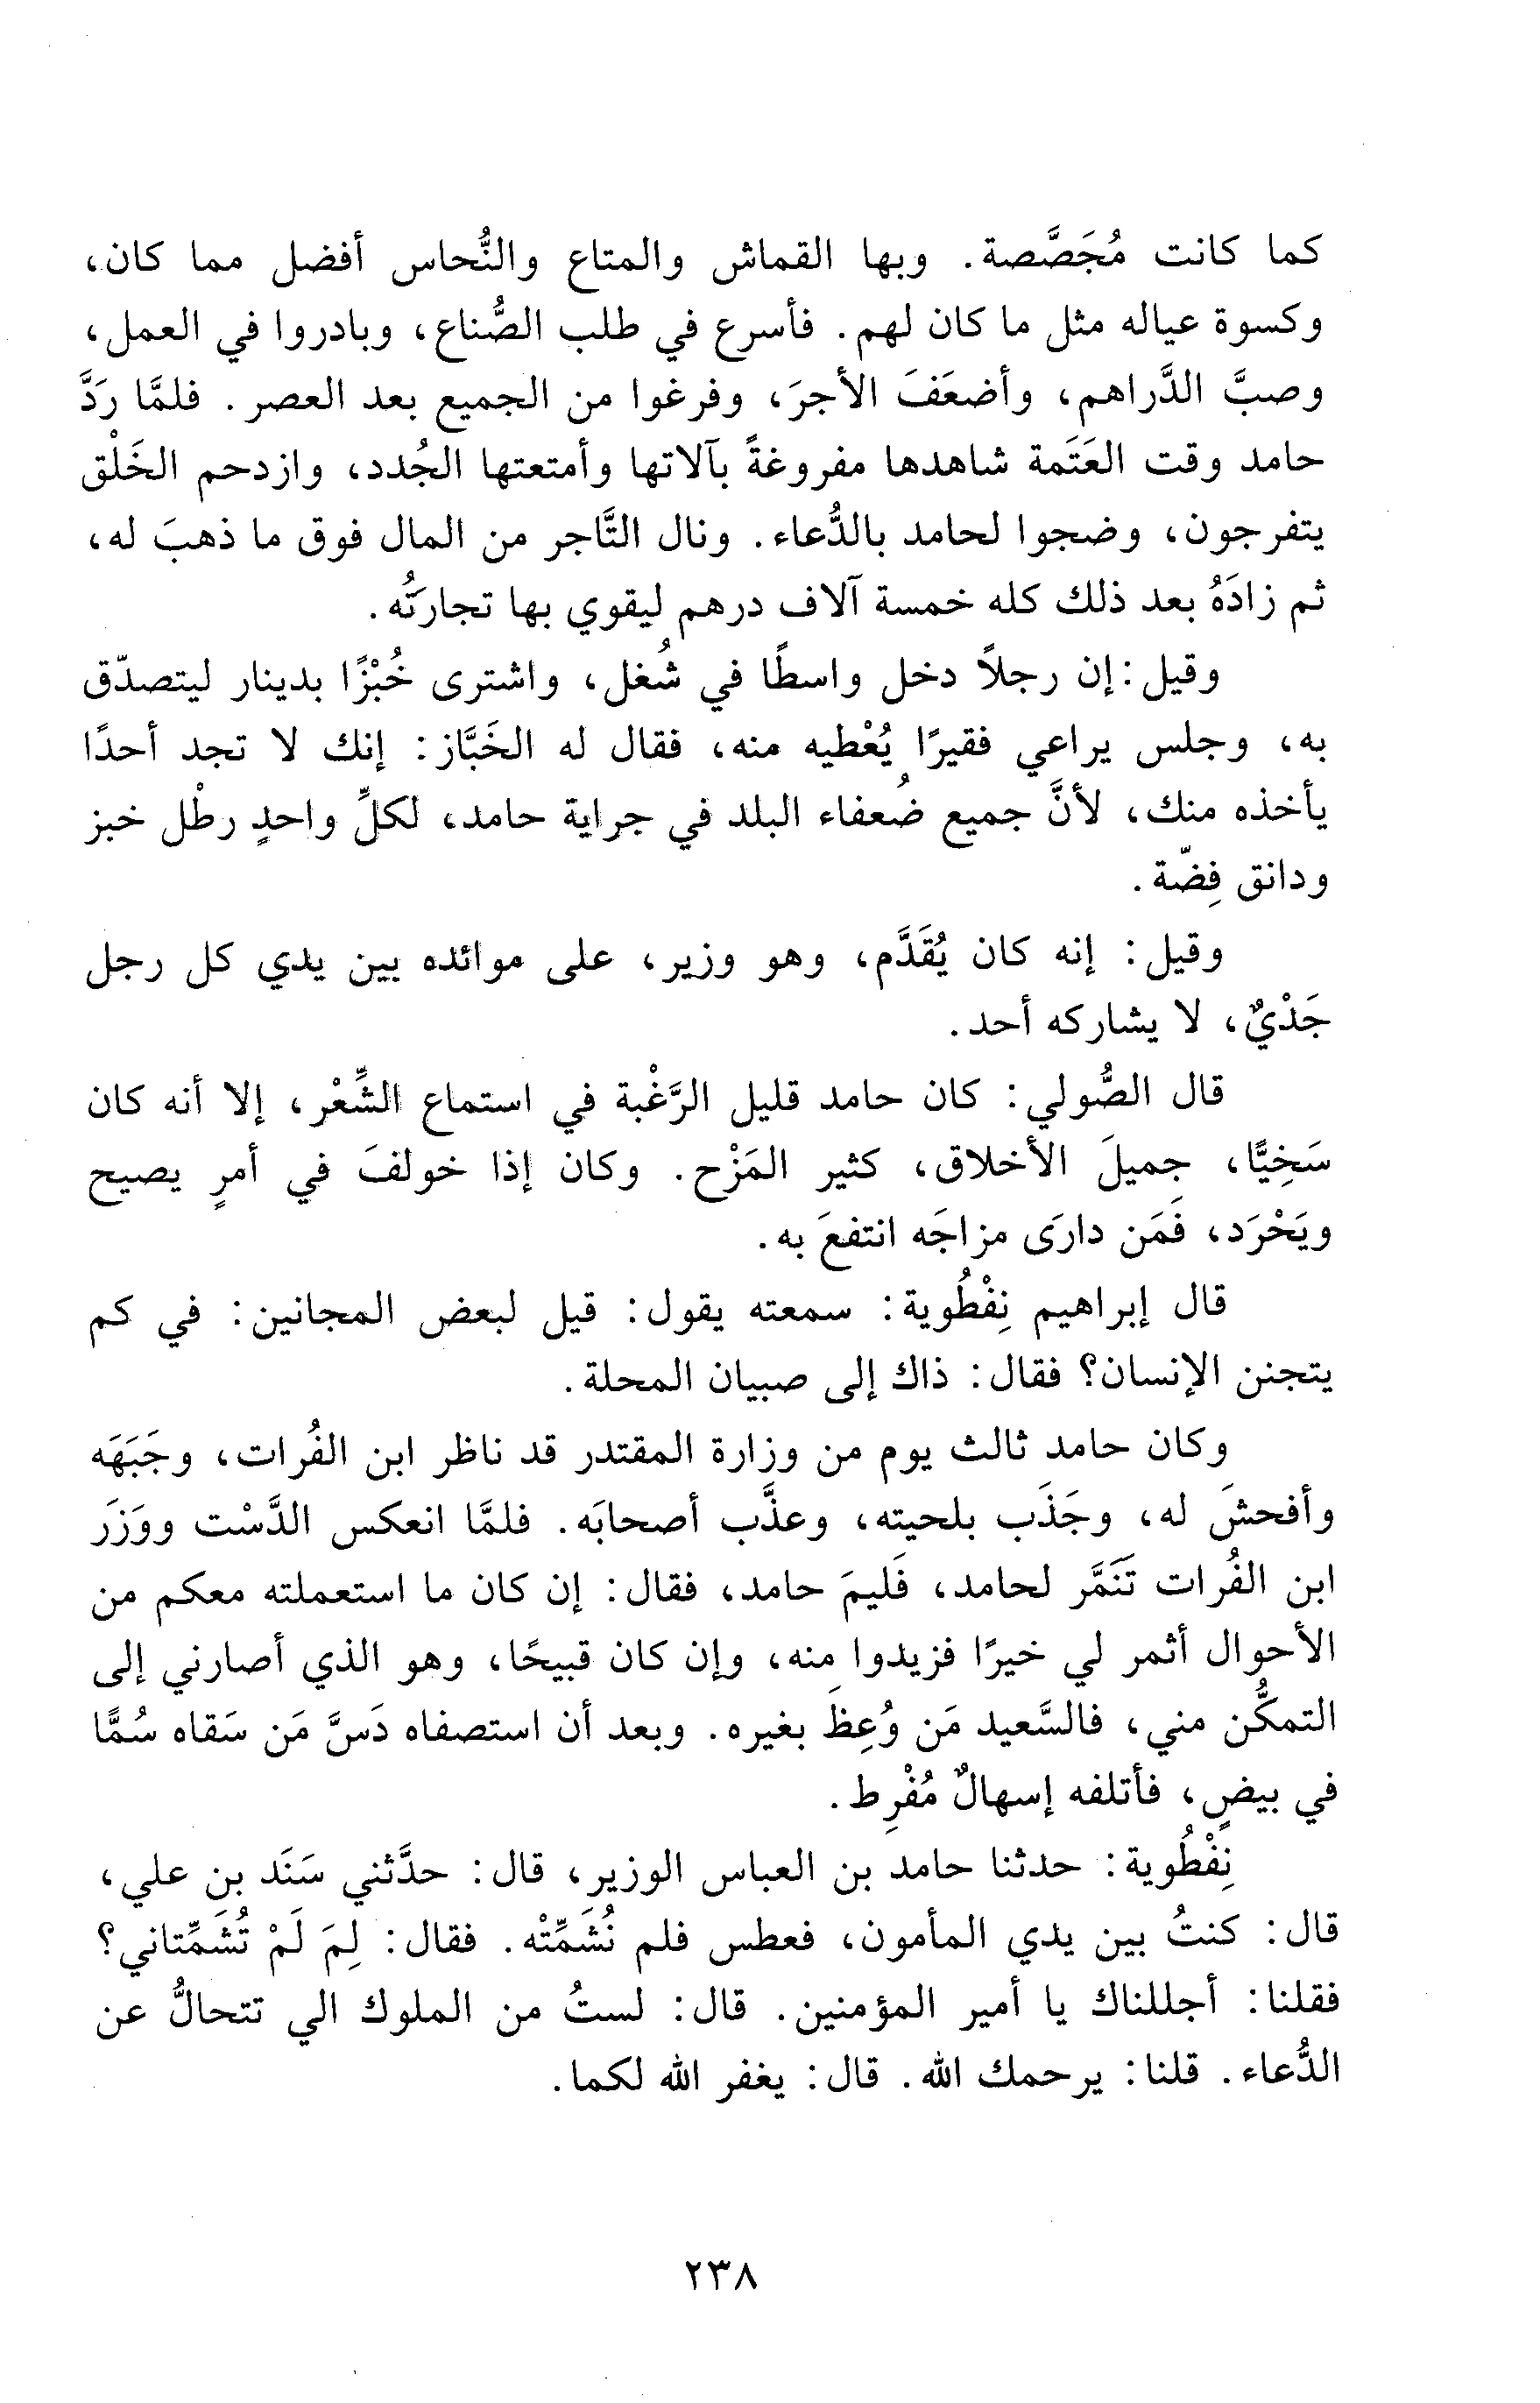 كما كانت مُجَصَّصة. وبها القماش والمتاع والنُّحاس أفضل مما كان،
وكسوة عياله مثل ما كان لهم. فأسرع في طلب الصُّناع، وبادروا في العمل،
وصبَّ الدَّراهم، وأضعَفَ الأجرَ، وفرغوا من الجميع بعد العصر. فلمَّا رَدَّ
حامد وقت العَتَمة شاهدها مفروغةً بآلاتها وأمتعتها الجُدد، وازدحم الخَلْق
يتفرجون، وضجوا لحامد بالدُّعاء. ونال التَّاجر من المال فوق ما ذهبَ له،
ثم زادَهُ بعد ذلك كله خمسة آلاف درهم ليقوي بها تجارتَُه.
وقيل: إن رجلاً دخل واسطًا في شُغل، واشترى خُبْزًا بدينار ليتصدّق
به، وجلس يراعي فقيرًا يُعْطيه منه، فقال له الخَبَّاز: إنك لا تجد أحدًا
يأخذه منك، لأنَّ جميع ضُعفاء البلد في جراية حامد، لكلِّ واحدٍ رطْل خبز
ودانق فِضّة.
وقيل: إنه كان يُقَدَّم، وهو وزير، على موائده بين يدي كل رجل
جَدْيٌ، لا يشاركه أحد.
قال الصُّولي: كان حامد قليل الرَّغْبة في استماع الشِّعْر، إلا أنه كان
سَخِيًّا، جميلَ الأخلاق، كثير المَزْح. وكان إذا خولفَ في أمرٍ يصيح
ويَحْرَد، فَمَن دارَى مزاجَه انتفعَ به.
قال إبراهيم نِفْطُوية: سمعته يقول: قيل لبعض المجانين: في كم
يتجنن الإنسان؟ فقال: ذاك إلى صبيان المحلة.
وكان حامد ثالث يوم من وزارة المقتدر قد ناظر ابن الفُرات، وجَبَهَه
وأفحشَ له، وجَذَب بلحيته، وعذَّب أصحابَه. فلمَّا انعكس الدَّسْت ووَزَرَ
ابن الفُرات تَنَمَّر لحامد، فَليمَ حامد، فقال: إن كان ما استعملته معكم من
الأحوال أثمر لي خيرًا فزيدوا منه، وإن كان قبيحًا، وهو الذي أصارني إلى
التمكُّن مني، فالسَّعيد مَن وُعِظَ بغيره. وبعد أن استصفاه دَسَّ مَن سَقاه سُمًّا
في بيضٍ، فأتلفه إسهالٌ مُفْرِط.
نِفْطُوية: حدثنا حامد بن العباس الوزير، قال: حدَّثني سَنَد بن علي،
قال: كنتُ بين يدي المأمون، فعطس فلم نُشَمِّتْه. فقال: لِمَ لَمْ تُشَمِّتاني؟
فقلنا: أجللناك يا أمير المؤمنين. قال: لستُ من الملوك الي تتحالُّ عن
الدُّعاء. قلنا: يرحمك الله. قال: يغفر الله لكما.
٢٣٨